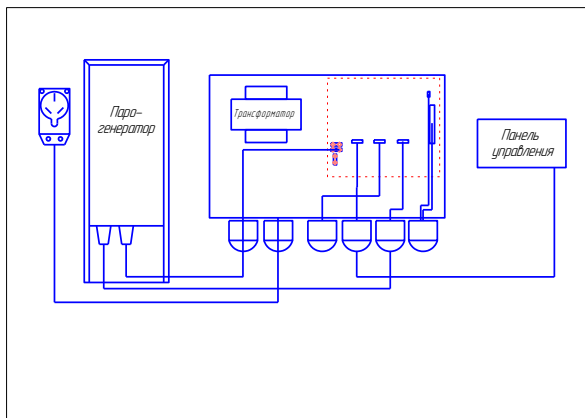 Паро-
генератор
Трансформатор
Панель
управления